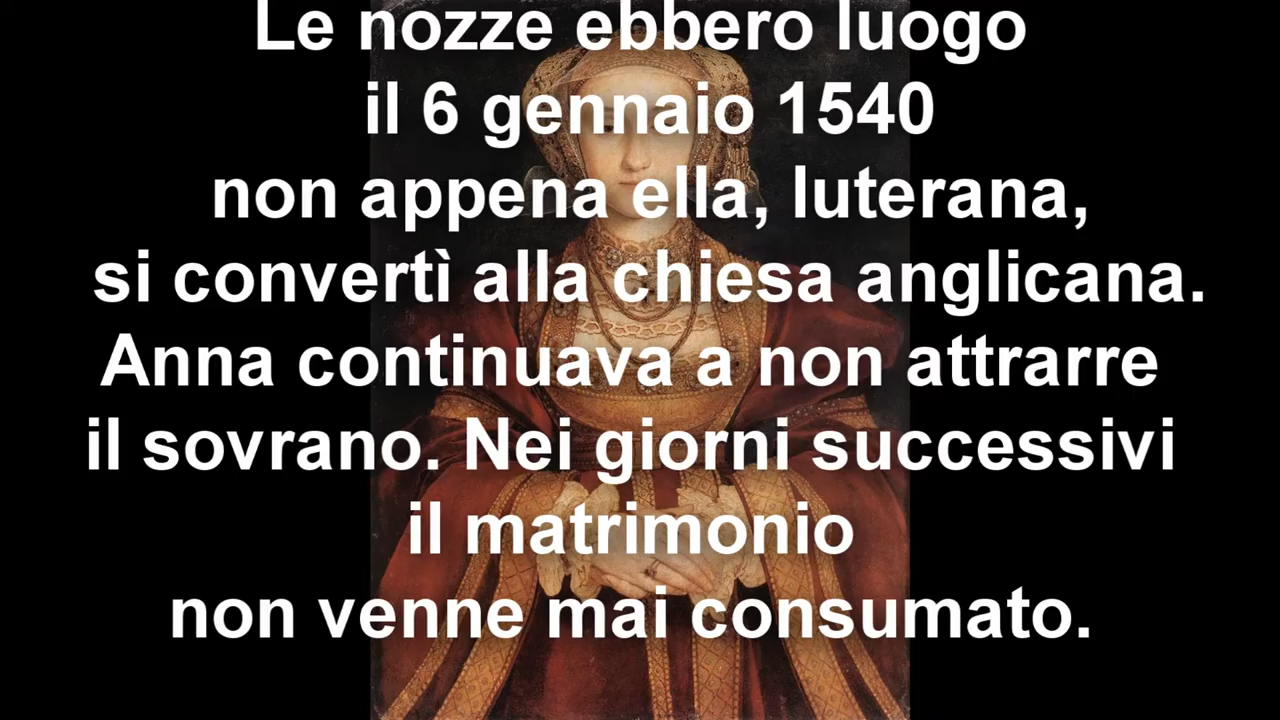 Le nozze ebbero luogo
il 6 gennaio 1540
non appena ella, luterana,
si convertì alla chiesa anglicana.
Anna continuava a non attrarre
il sovrano. Nei giorni successivi
il matrimonio
non venne mai consumato.